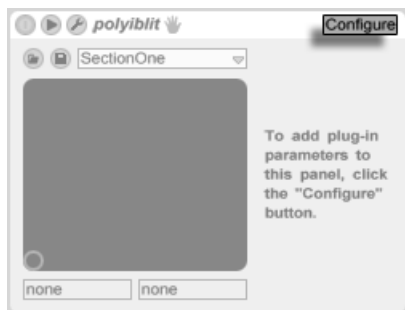 polyiblit
Configure
SectionOne
To add plug-in
parameters to
this panel, click
the "Configure"
button.
none
none